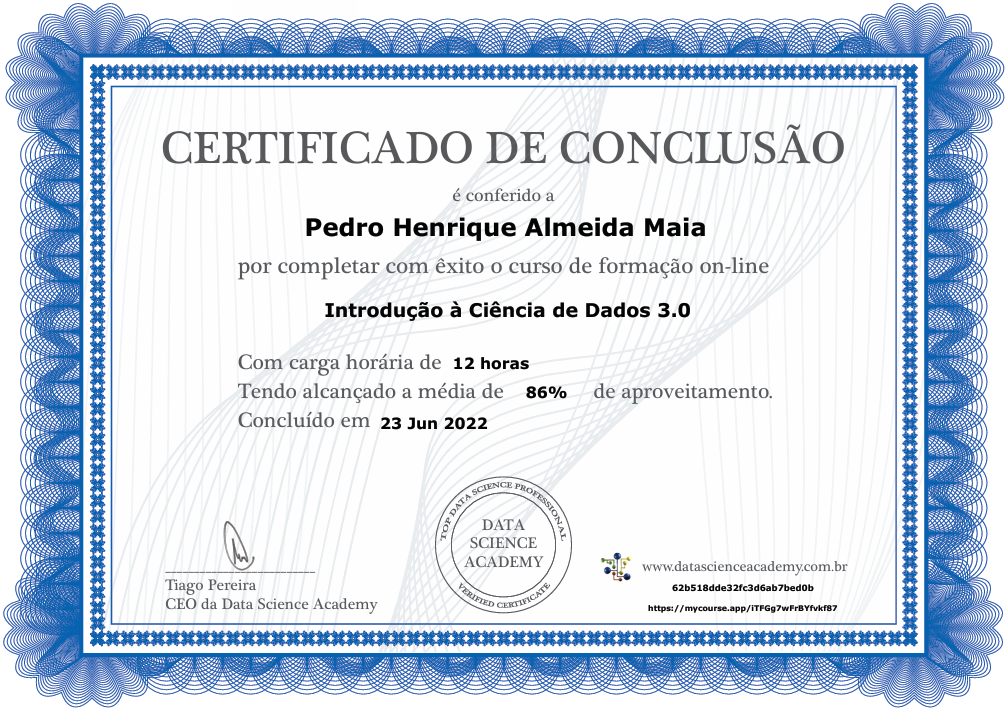 CERTIFICADO DE CONCLUSÃO
é conferido a
Pedro Henrique Almeida Maia
por completar com êxito o curso de formação on-line
Introdução à Ciência de Dados 3.0
Com carga horária de 12 horas
Tendo alcançado a média de 86% de aproveitamento.
Concluído em 23 Jun 2022
TOP DATA SCIENCE PROFESSIONAL
DATA
SCIENCE
ACADEMY
VERIFIED CERTIFICATE
Tiago Pereira
CEO da Data Science Academy
www.datascienceacademy.com.br
62b518dde32fc3d6ab7bed0b
https://mycourse.app/iTFGg7wFrBYfvkf87